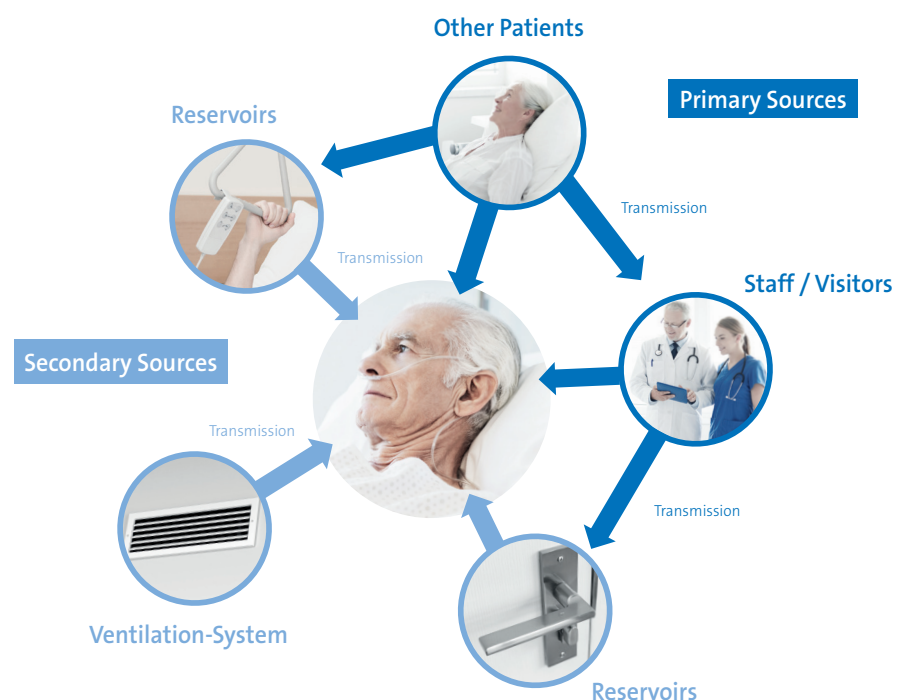 Other Patients
Primary Sources
Reservoirs
Transmission
Transmission
Staff / Visitors
Secondary Sources
Transmission
Transmission
Ventilation-System
Reservoirs